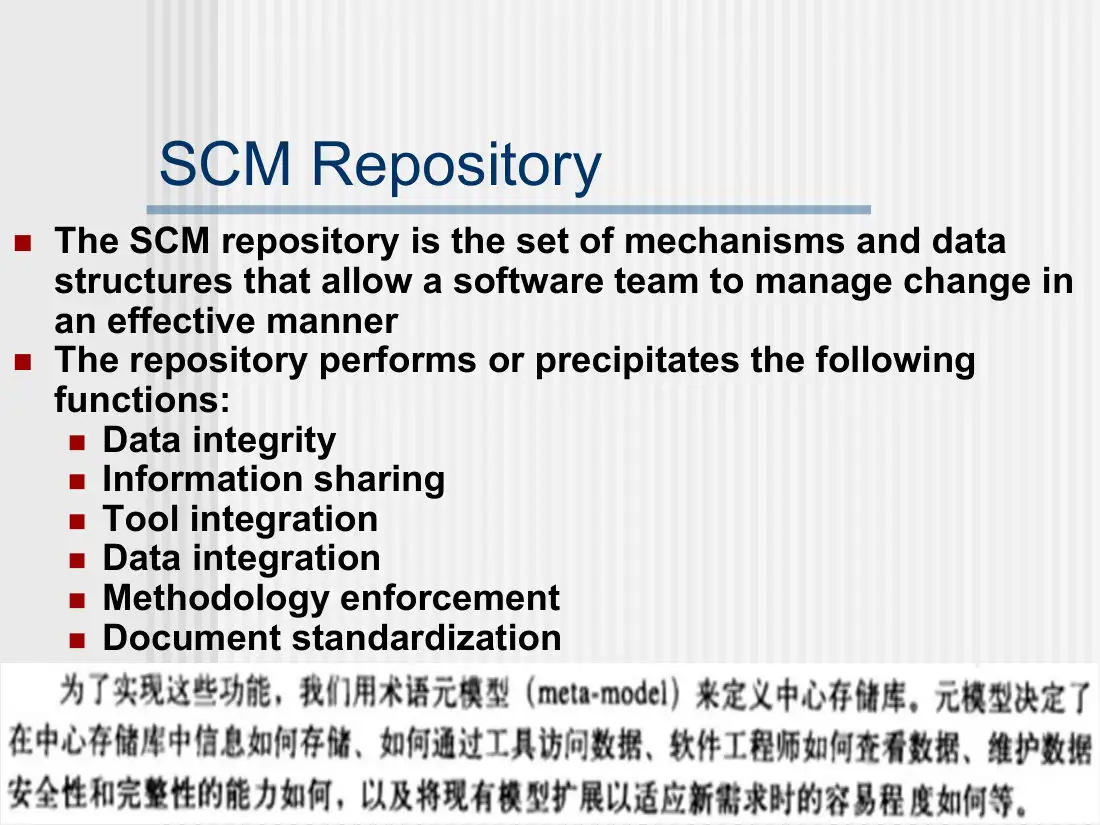 SCM Repository
The SCM repository is the set of mechanisms and data
structures that allow a software team to manage change in
an effective manner
The repository performs or precipitates the following
functions:
Data integrity
Information sharing
Tool integration
Data integration
Methodology enforcement
Document standardization
为了实现这些功能，我们用术语元模型（meta-model）来定义中心存储库。元模型决定了
在中心存储库中信息如何存储、如何通过工具访问数据、软件工程师如何查看数据、维护数据
安全性和完整性的能力如何，以及将现有模型扩展以适应新需求时的容易程度如何等。